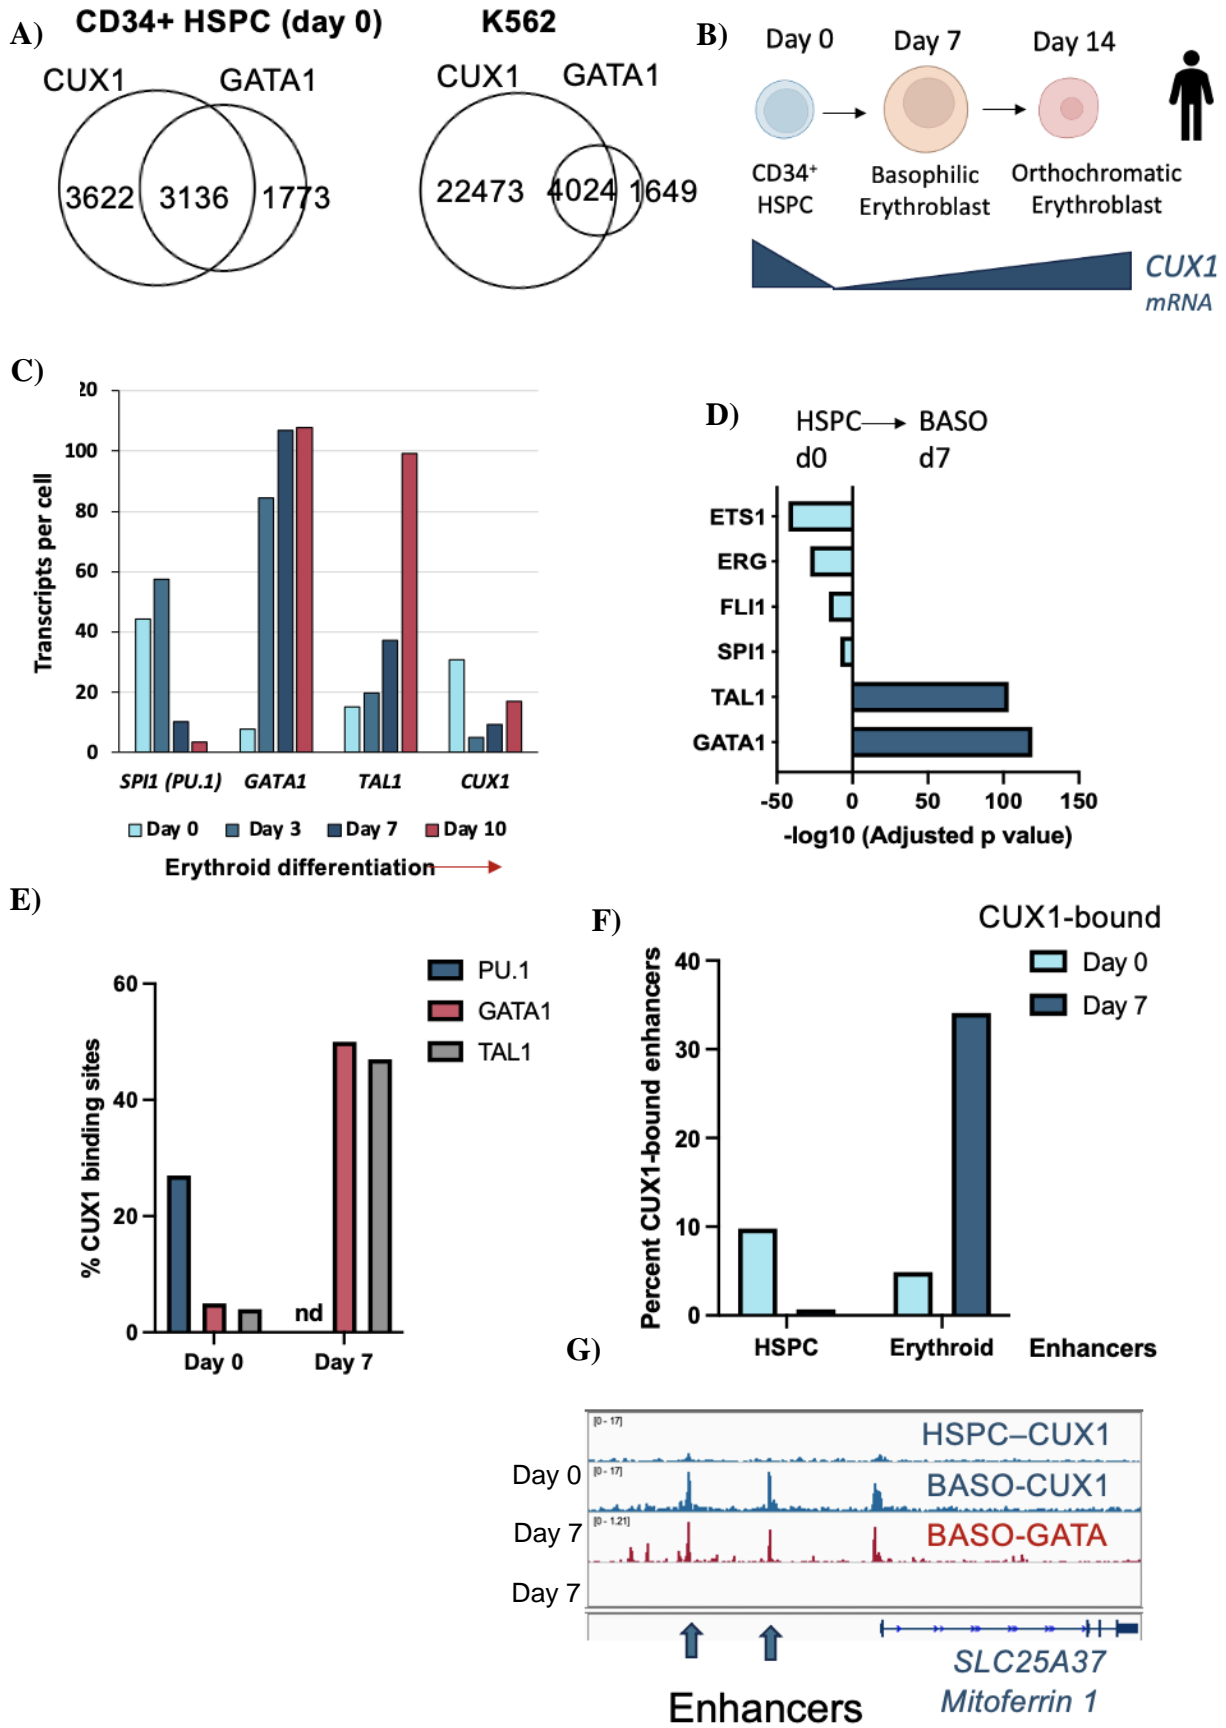 A)
CD34+ HSPC (day 0)
K562
CUX1
GATA1
3622
3136
1773
CUX1
GATA1
22473
4024
1649
B)
Day 0
Day 7
Day 14
CD34+
HSPC
Basophilic
Erythroblast
Orthochromatic
Erythroblast
CUX1
mRNA
C)
Transcripts per cell
20
100
80
60
40
20
0
SPI1 (PU.1)
GATA1
TAL1
CUX1
Day 0
Day 3
Day 7
Day 10
Erythroid differentiation
D)
HSPC
BASO
d0
d7
ETS1
ERG
FLI1
SPI1
TAL1
GATA1
-50
0
50
100
150
-log10 (Adjusted p value)
E)
% CUX1 binding sites
60
40
20
0
PU.1
GATA1
TAL1
nd
Day 0
Day 7
F)
CUX1-bound
Day 0
Day 7
Percent CUX1-bound enhancers
40
30
20
10
0
HSPC
Erythroid
Enhancers
G)
[0 - 17]
HSPC–CUX1
Day 0
[0 - 17]
BASO-CUX1
Day 7
[0 - 1.21]
BASO-GATA
Day 7
Enhancers
SLC25A37
Mitoferrin 1